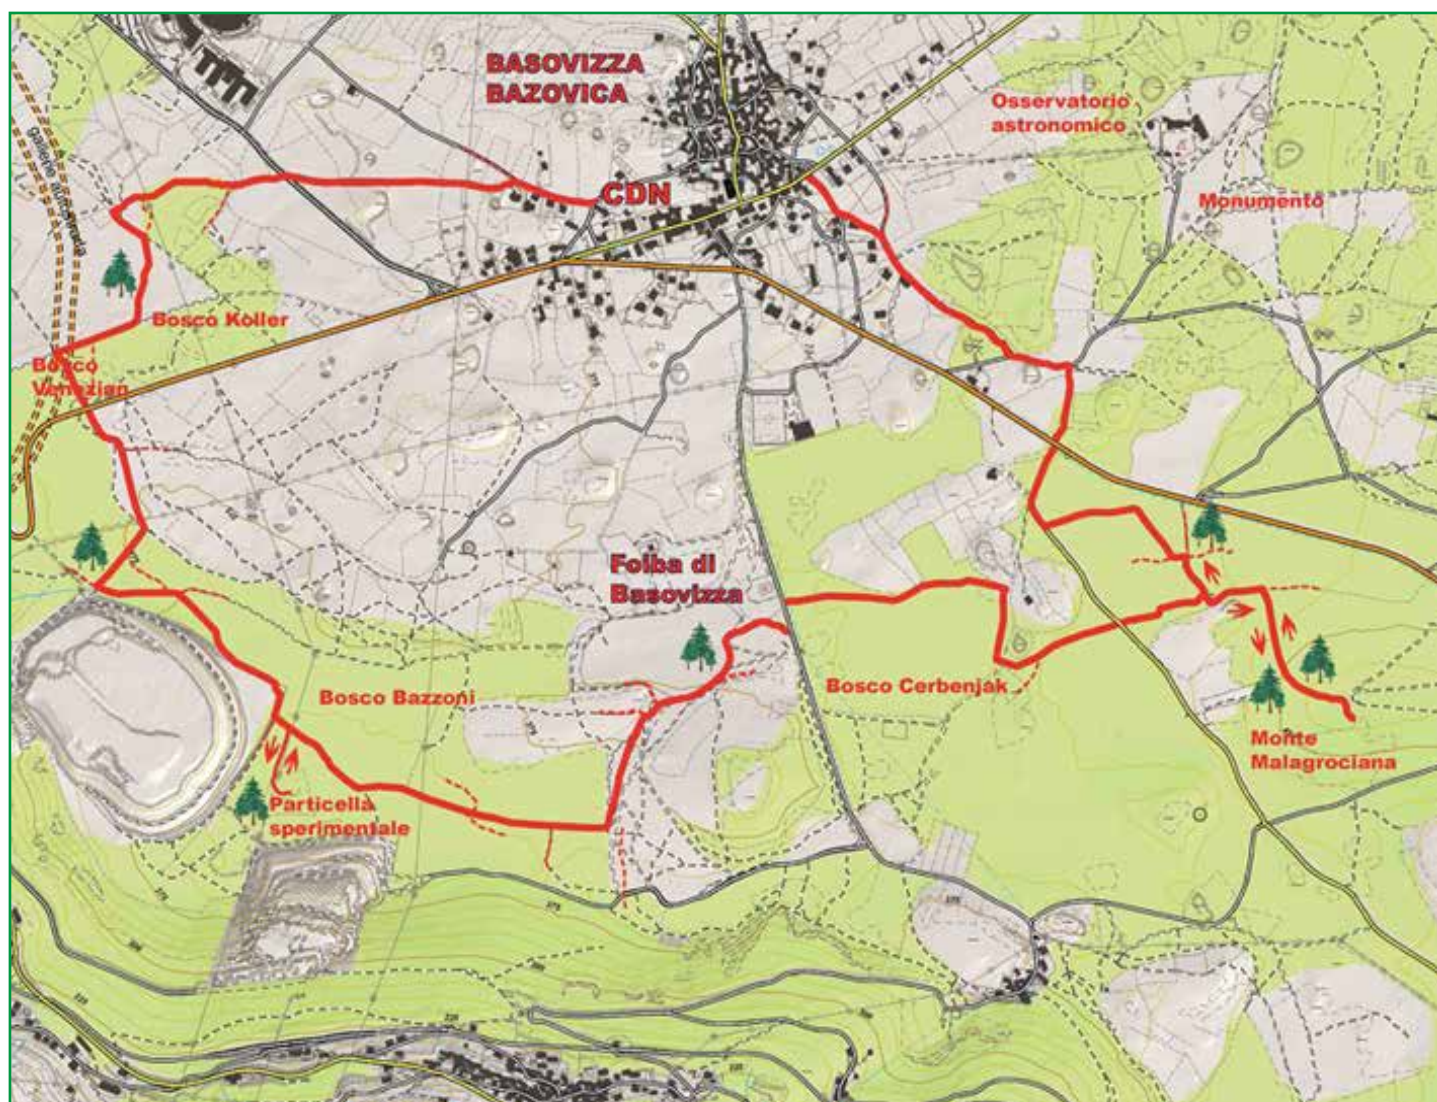 BASOVIZZA
BAZOVICA
Osservatorio
astronomico
CDN
Monumento
Bosco Koller
Bosco
Venezian
Foiba di
Basovizza
Bosco Bazzoni
Bosco Cerbenjak
Monte
Malagrociana
Particella
sperimentale